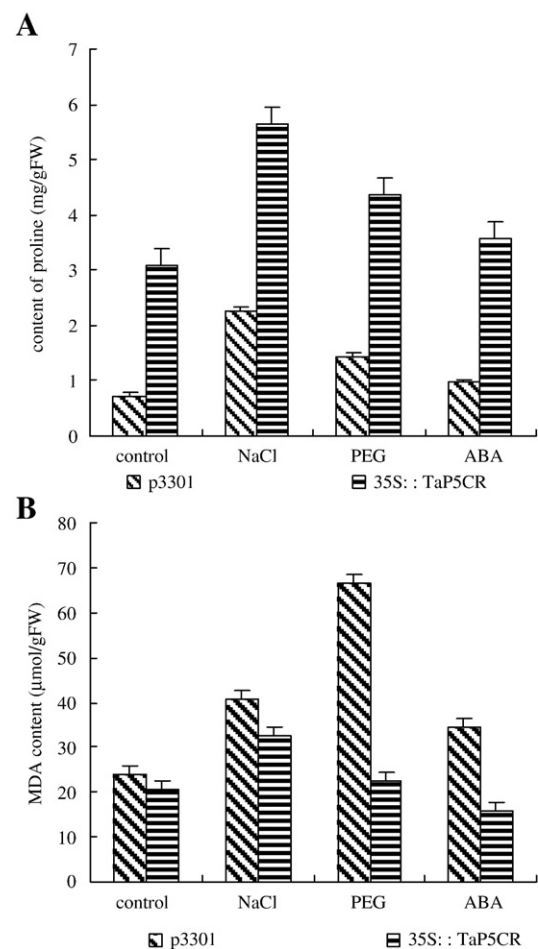 A
7
6
5
4
3
2
1
0
content of proline (mg/gFW)
control NaCl PEG ABA
p3301 35S: : TaP5CR
B
80
70
60
50
40
30
20
10
0
MDA content (μmol/gFW)
control NaCl PEG ABA
p3301 35S: : TaP5CR